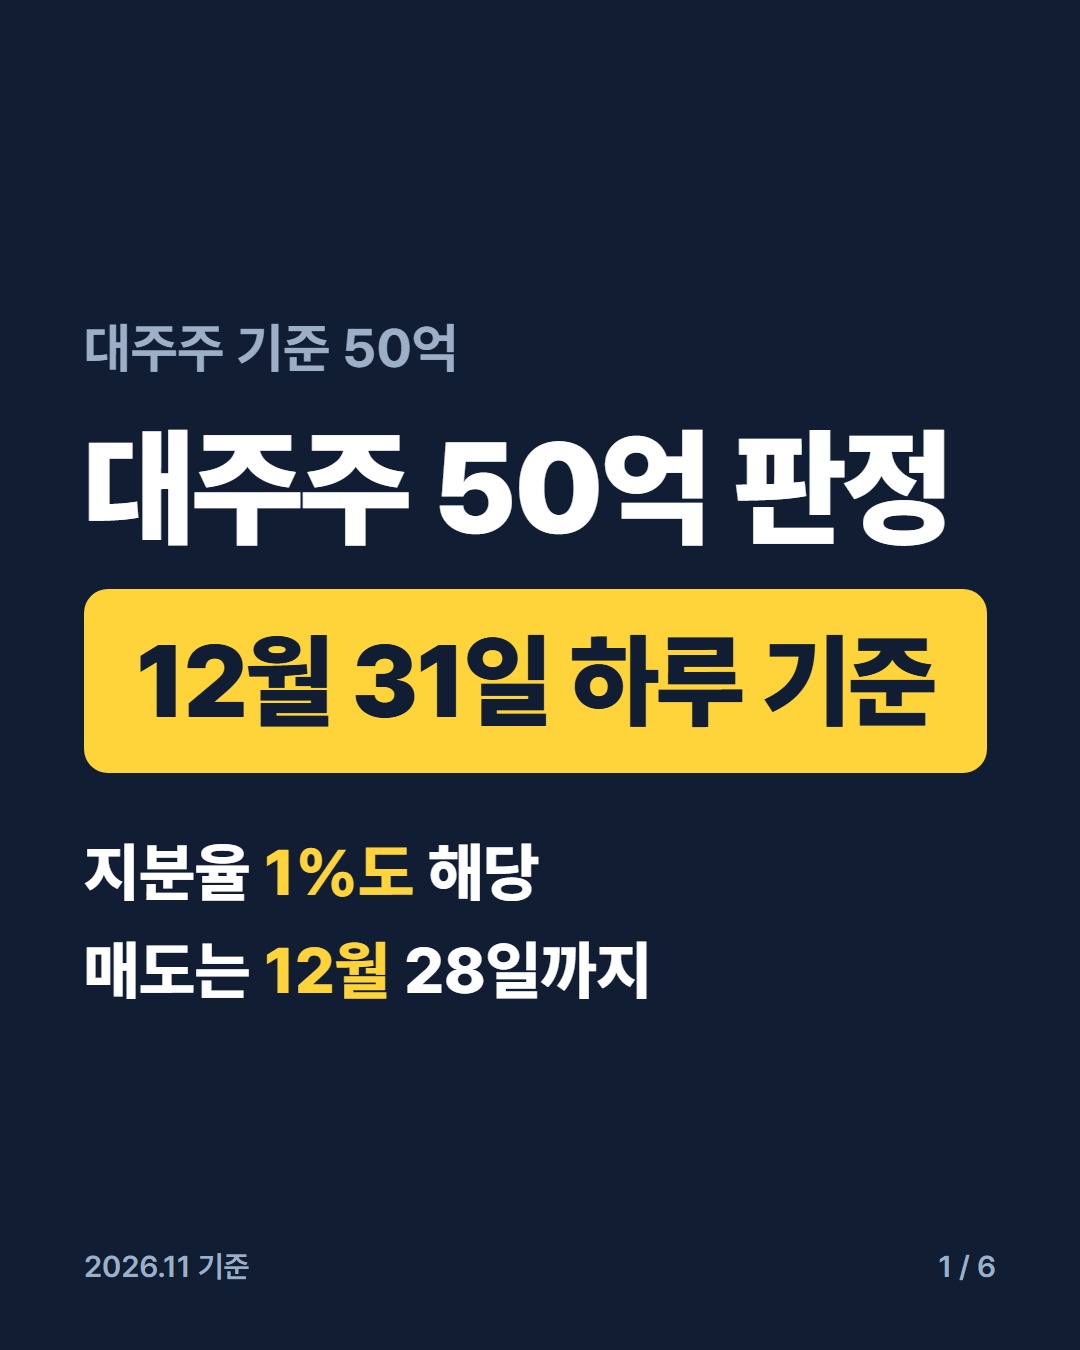 대주주 기준 50억
대주주 50억 판정
12월 31일 하루 기준
지분율 1%도 해당
매도는 12월 28일까지
2026.11 기준
1 / 6